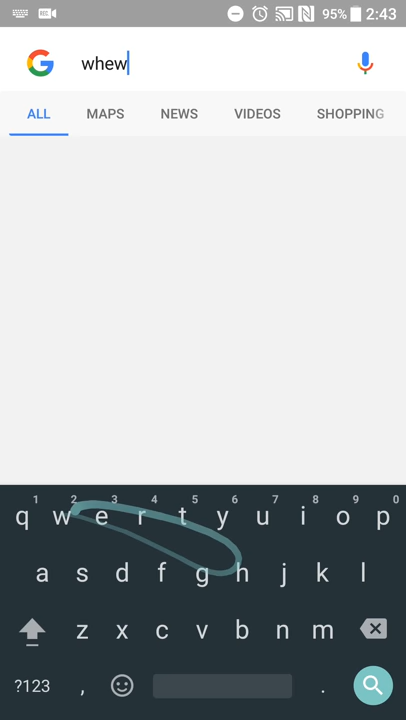 REC 95% 2:43
G whew
ALL MAPS NEWS VIDEOS SHOPPING
1 2 3 4 5 6 7 8 9 0
q w e r t y u i o p
a s d f g h j k l
z x c v b n m
?123 , .